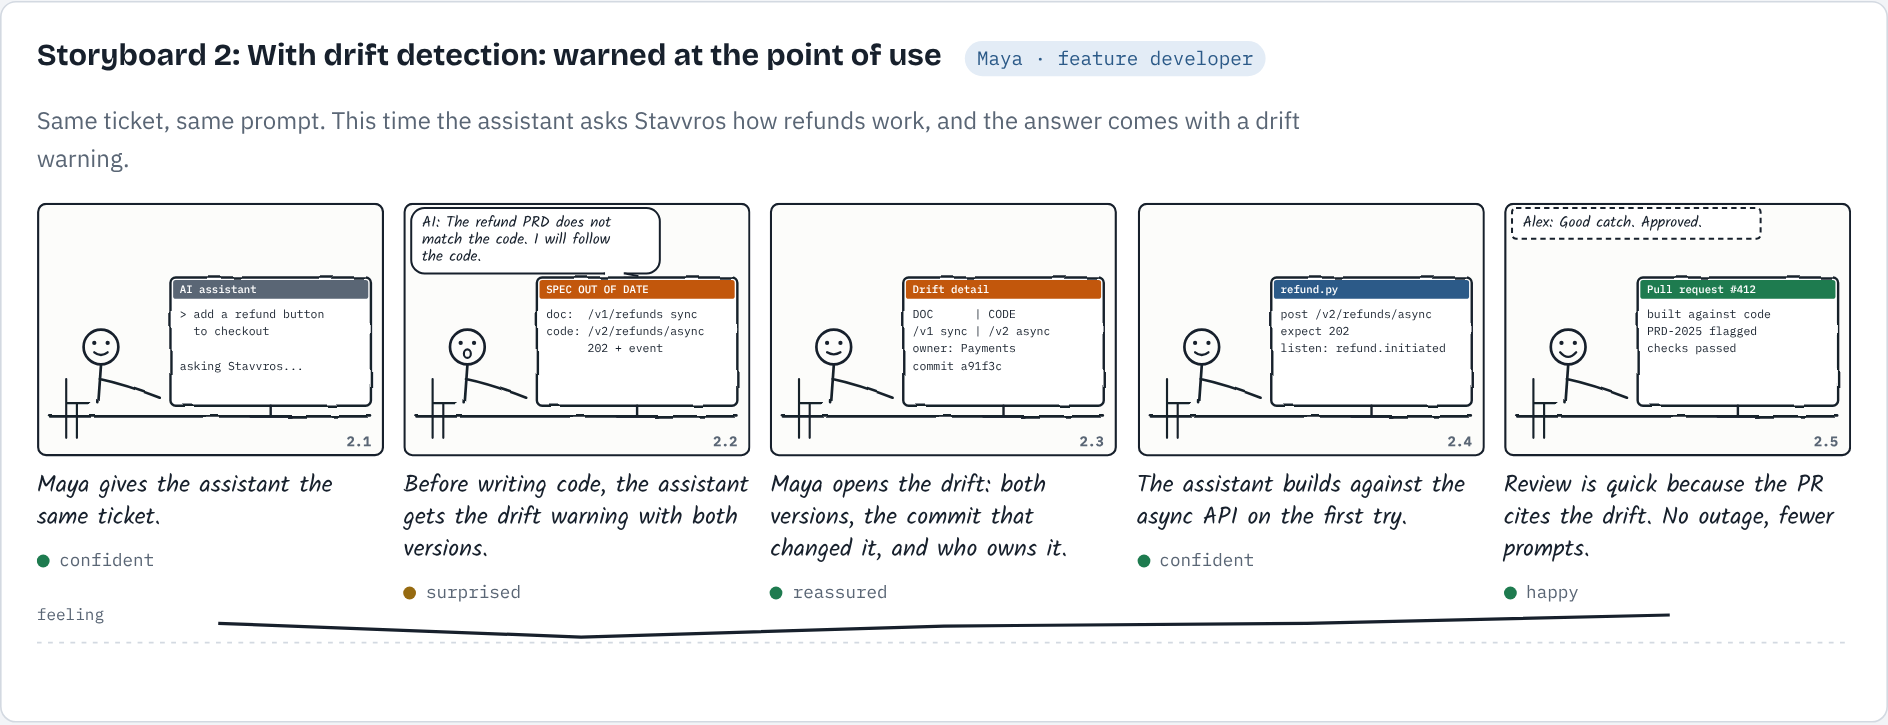 Storyboard 2: With drift detection: warned at the point of use
Maya · feature developer
Same ticket, same prompt. This time the assistant asks Stavvros how refunds work, and the answer comes with a drift
warning.
AI assistant
> add a refund button
to checkout
asking Stavvros...
2.1
Maya gives the assistant the
same ticket.
confident
AI: The refund PRD does not
match the code. I will follow
the code.
SPEC OUT OF DATE
doc: /v1/refunds sync
code: /v2/refunds/async
202 + event
2.2
Before writing code, the assistant
gets the drift warning with both
versions.
surprised
Drift detail
DOC | CODE
/v1 sync | /v2 async
owner: Payments
commit a91f3c
2.3
Maya opens the drift: both
versions, the commit that
changed it, and who owns it.
reassured
refund.py
post /v2/refunds/async
expect 202
listen: refund.initiated
2.4
The assistant builds against the
async API on the first try.
confident
Alex: Good catch. Approved.
Pull request #412
built against code
PRD-2025 flagged
checks passed
2.5
Review is quick because the PR
cites the drift. No outage, fewer
prompts.
happy
feeling